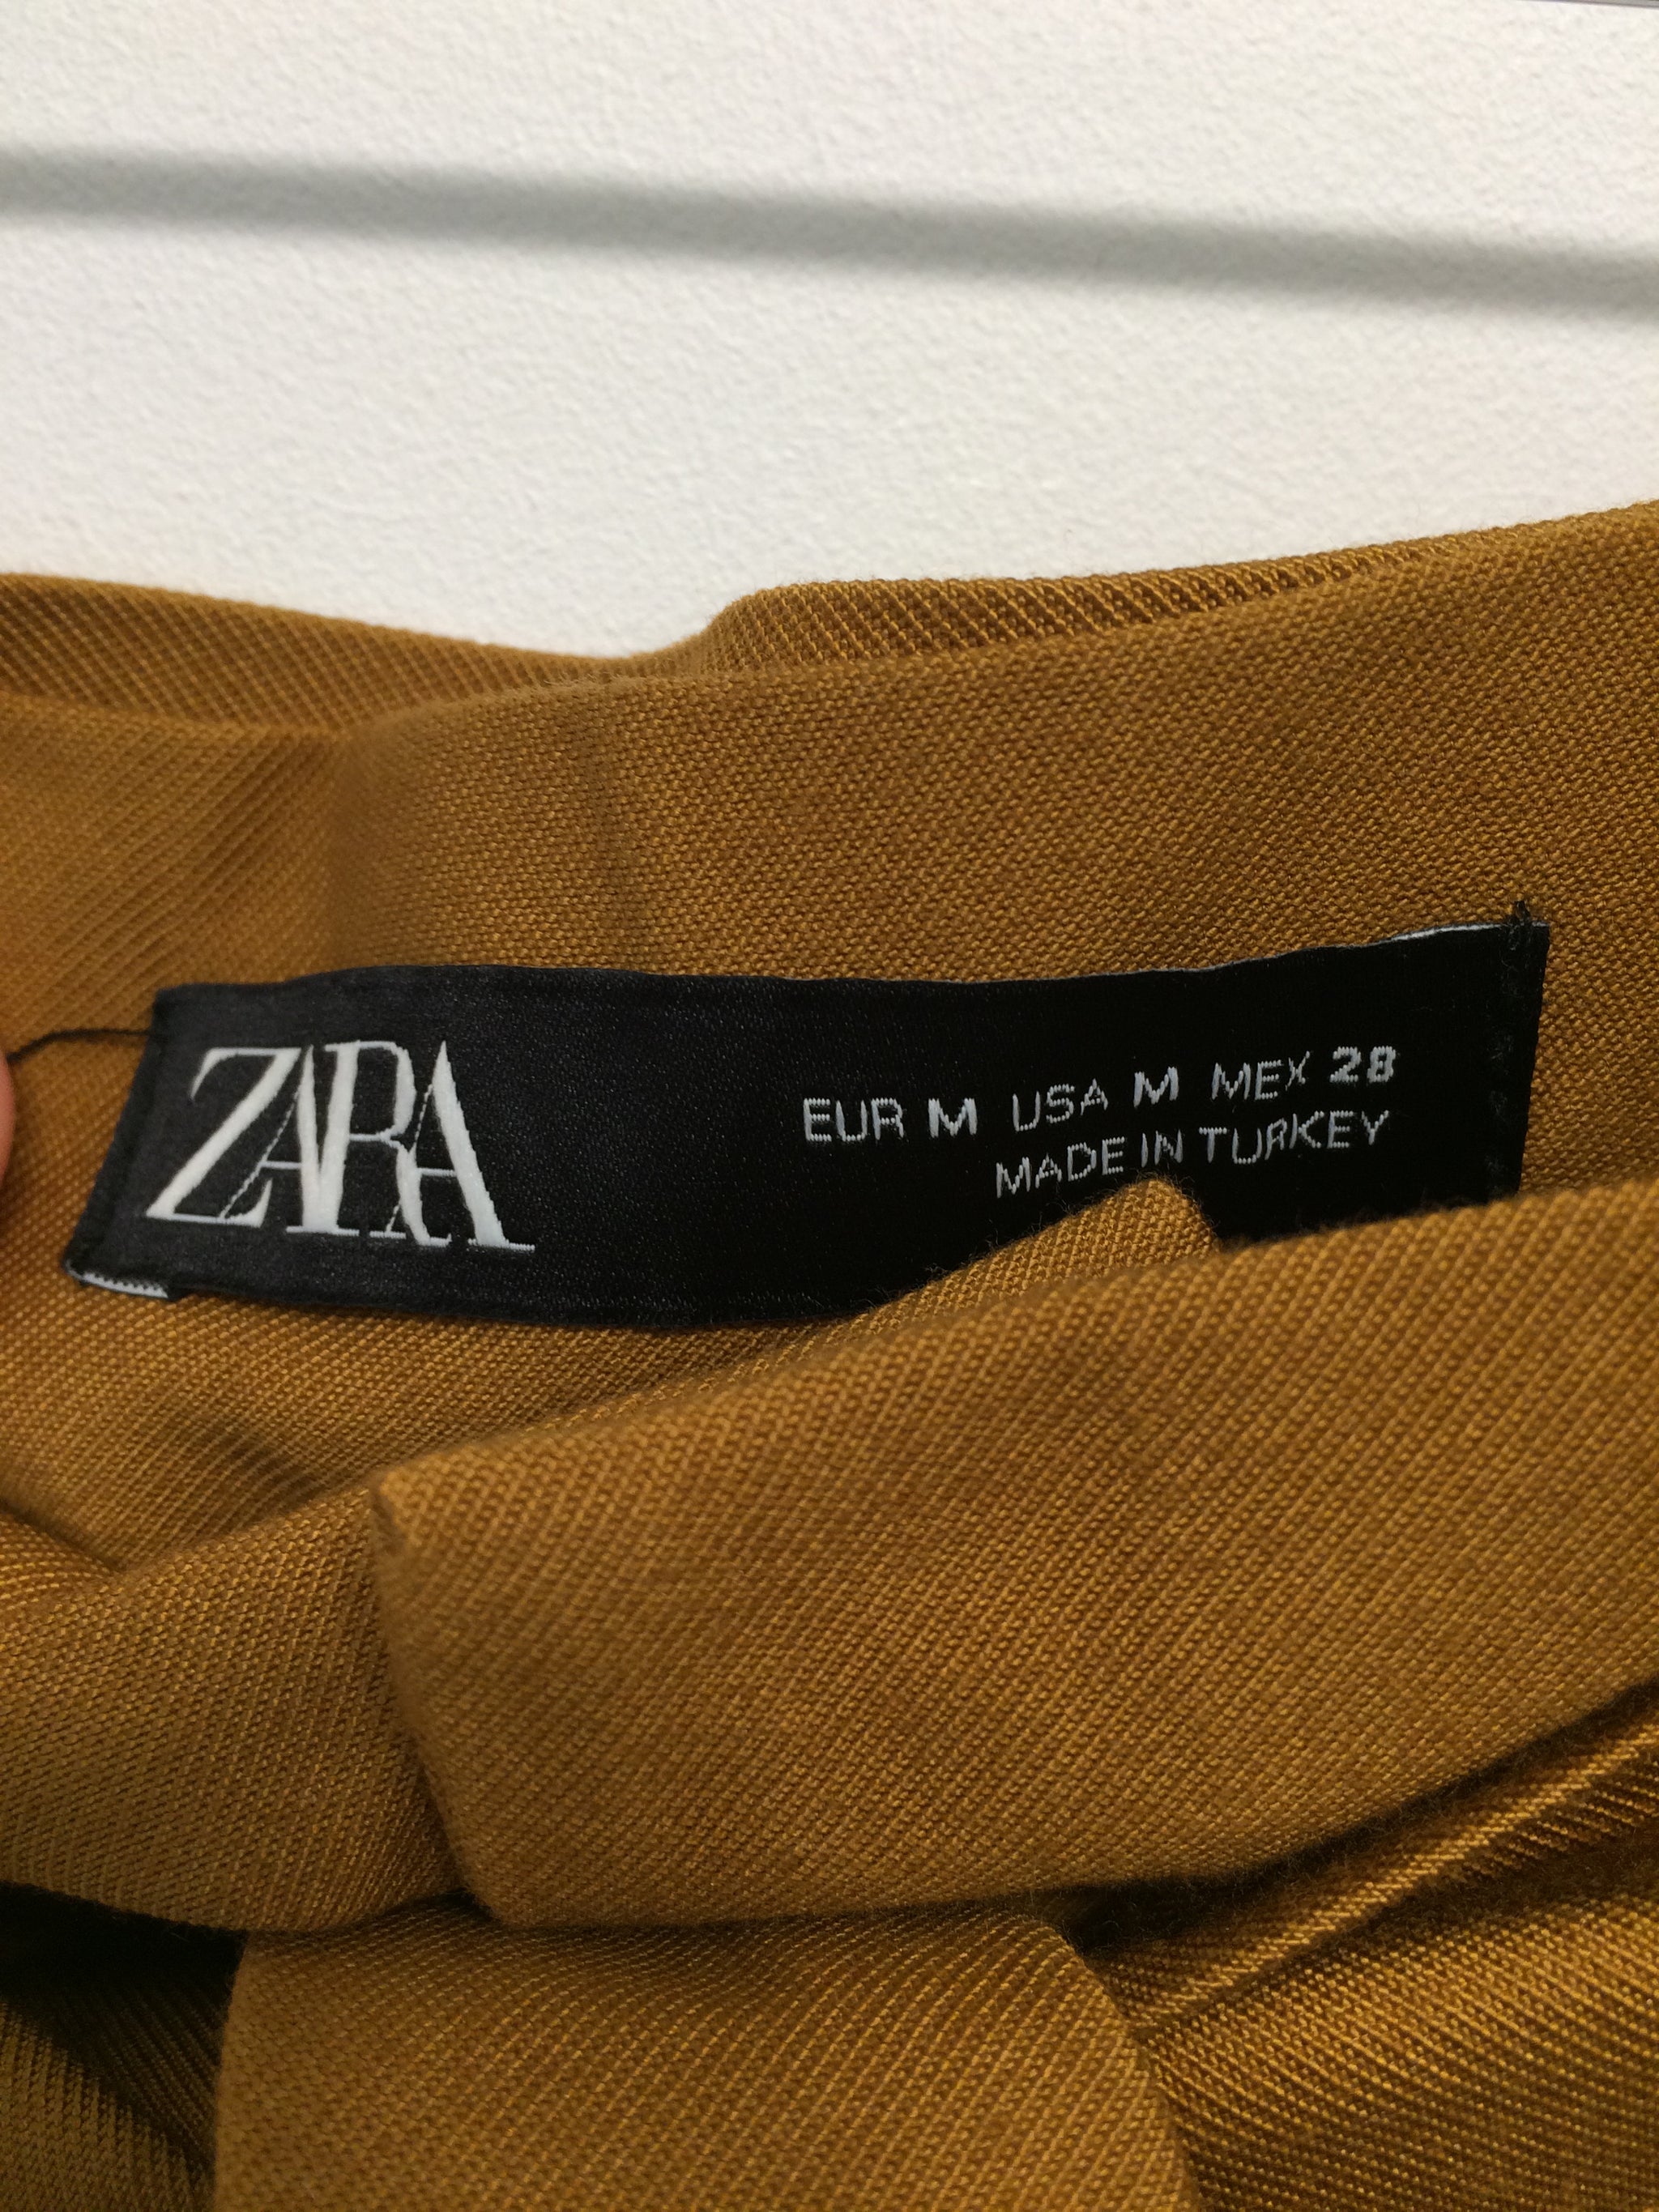 ZARA
EUR M USA M MEX 28
MADE IN TURKEY